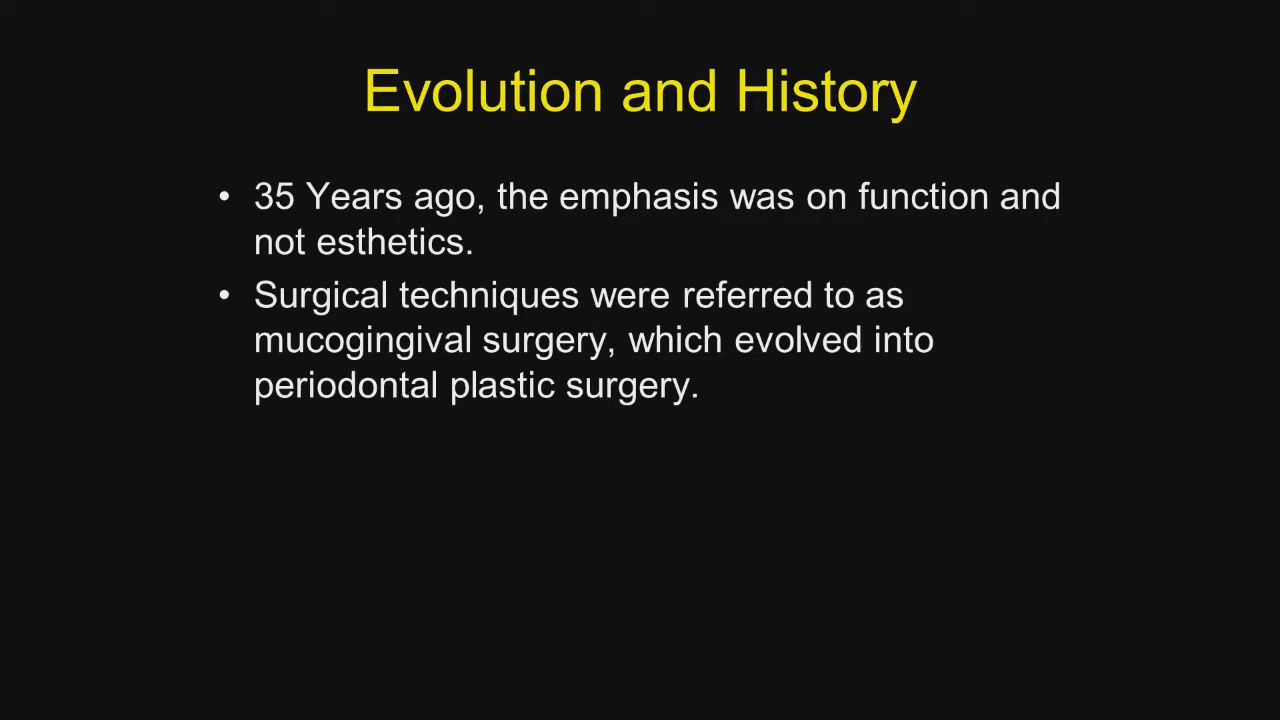 Evolution and History
• 35 Years ago, the emphasis was on function and
not esthetics.
• Surgical techniques were referred to as
mucogingival surgery, which evolved into
periodontal plastic surgery.